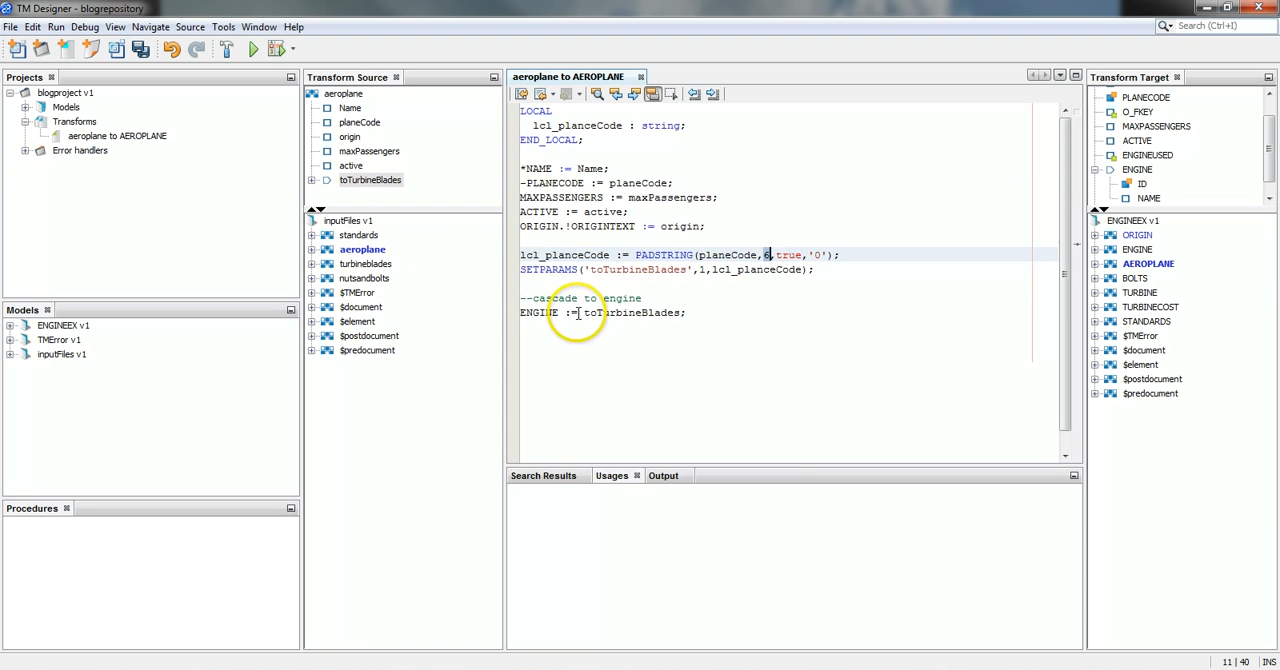 TM Designer - blogrepository
File Edit Run Debug View Navigate Source Tools Window Help
Search (Ctrl+I)
Projects
blogproject v1
Models
Transforms
aeroplane to AEROPLANE
Error handlers
Models
ENGINEEX v1
TMError v1
inputFiles v1
Procedures
Transform Source
aeroplane
Name
planeCode
origin
maxPassengers
active
toTurbineBlades
inputFiles v1
standards
aeroplane
turbineblades
nutsandbolts
$TMError
$document
$element
$postdocument
$predocument
aeroplane to AEROPLANE
LOCAL
lcl_planceCode : string;
END_LOCAL;
*NAME := Name;
-PLANECODE := planeCode;
MAXPASSENGERS := maxPassengers;
ACTIVE := active;
ORIGIN.!ORIGINTEXT := origin;
lcl_planceCode := PADSTRING(planeCode,6,true,'0');
SETPARAMS('toTurbineBlades',1,lcl_planceCode);
--cascade to engine
ENGINE := toTurbineBlades;
Search Results Usages Output
Transform Target
PLANECODE
O_FKEY
MAXPASSENGERS
ACTIVE
ENGINEUSED
ENGINE
ID
NAME
ENGINEEX v1
ORIGIN
ENGINE
AEROPLANE
BOLTS
TURBINE
TURBINECOST
STANDARDS
$TMError
$document
$element
$postdocument
$predocument
11 | 40 INS